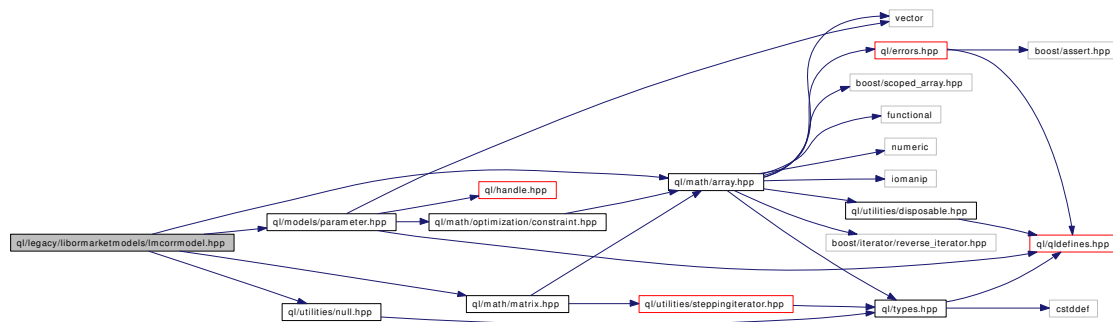 vector
ql/errors.hpp
boost/assert.hpp
boost/scoped_array.hpp
functional
numeric
iomanip
ql/math/array.hpp
ql/handle.hpp
ql/utilities/disposable.hpp
ql/models/parameter.hpp
ql/math/optimization/constraint.hpp
ql/legacy/libormarketmodels/lmcorrmodel.hpp
boost/iterator/reverse_iterator.hpp
ql/qldefines.hpp
ql/math/matrix.hpp
ql/utilities/steppingiterator.hpp
ql/types.hpp
cstddef
ql/utilities/null.hpp